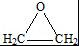 O
H₂C CH₂